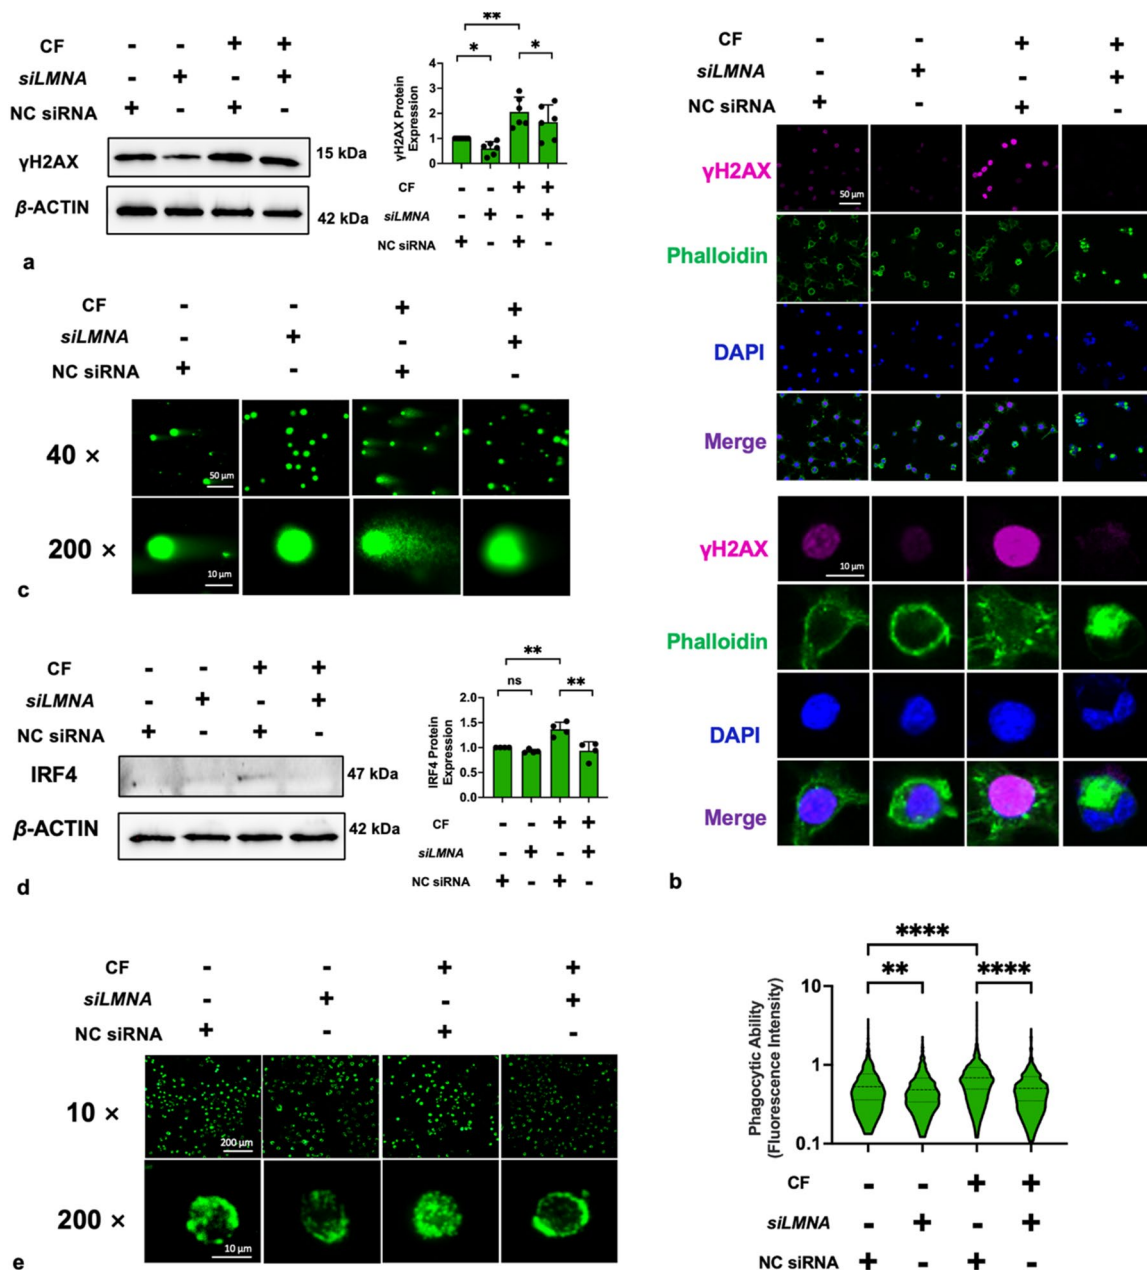 CF - - + +
siLMNA - + - +
NC siRNA + - + -
γH2AX 15 kDa
β-ACTIN 42 kDa
** 
* *
γH2AX Protein
Expression
4
3
2
1
0
CF - - + +
siLMNA - + - +
NC siRNA + - + -
a
CF - - + +
siLMNA - + - +
NC siRNA + - + -
40 ×
50 μm
200 ×
10 μm
c
CF - - + +
siLMNA - + - +
NC siRNA + - + -
IRF4 47 kDa
β-ACTIN 42 kDa
**
ns **
IRF4 Protein
Expression
2.0
1.5
1.0
0.5
0.0
CF - - + +
siLMNA - + - +
NC siRNA + - + -
d
CF - - + +
siLMNA - + - +
NC siRNA + - + -
γH2AX
50 μm
Phalloidin
DAPI
Merge
γH2AX
10 μm
Phalloidin
DAPI
Merge
b
CF - - + +
siLMNA - + - +
NC siRNA + - + -
10 ×
200 μm
200 ×
10 μm
e
****
** ****
Phagocytic Ability
(Fluorescence Intensity)
10
1
0.1
CF - - + +
siLMNA - + - +
NC siRNA + - + -